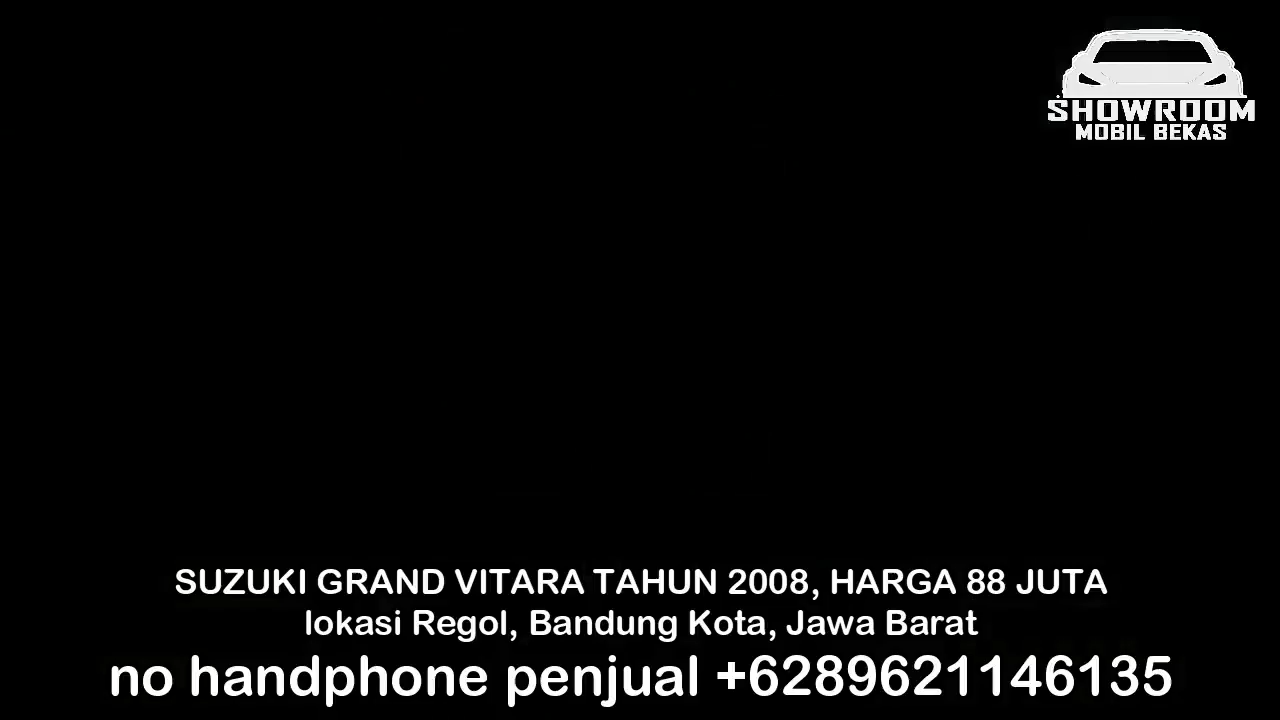 SHOWROOM
MOBIL BEKAS
SUZUKI GRAND VITARA TAHUN 2008, HARGA 88 JUTA
lokasi Regol, Bandung Kota, Jawa Barat
no handphone penjual +6289621146135